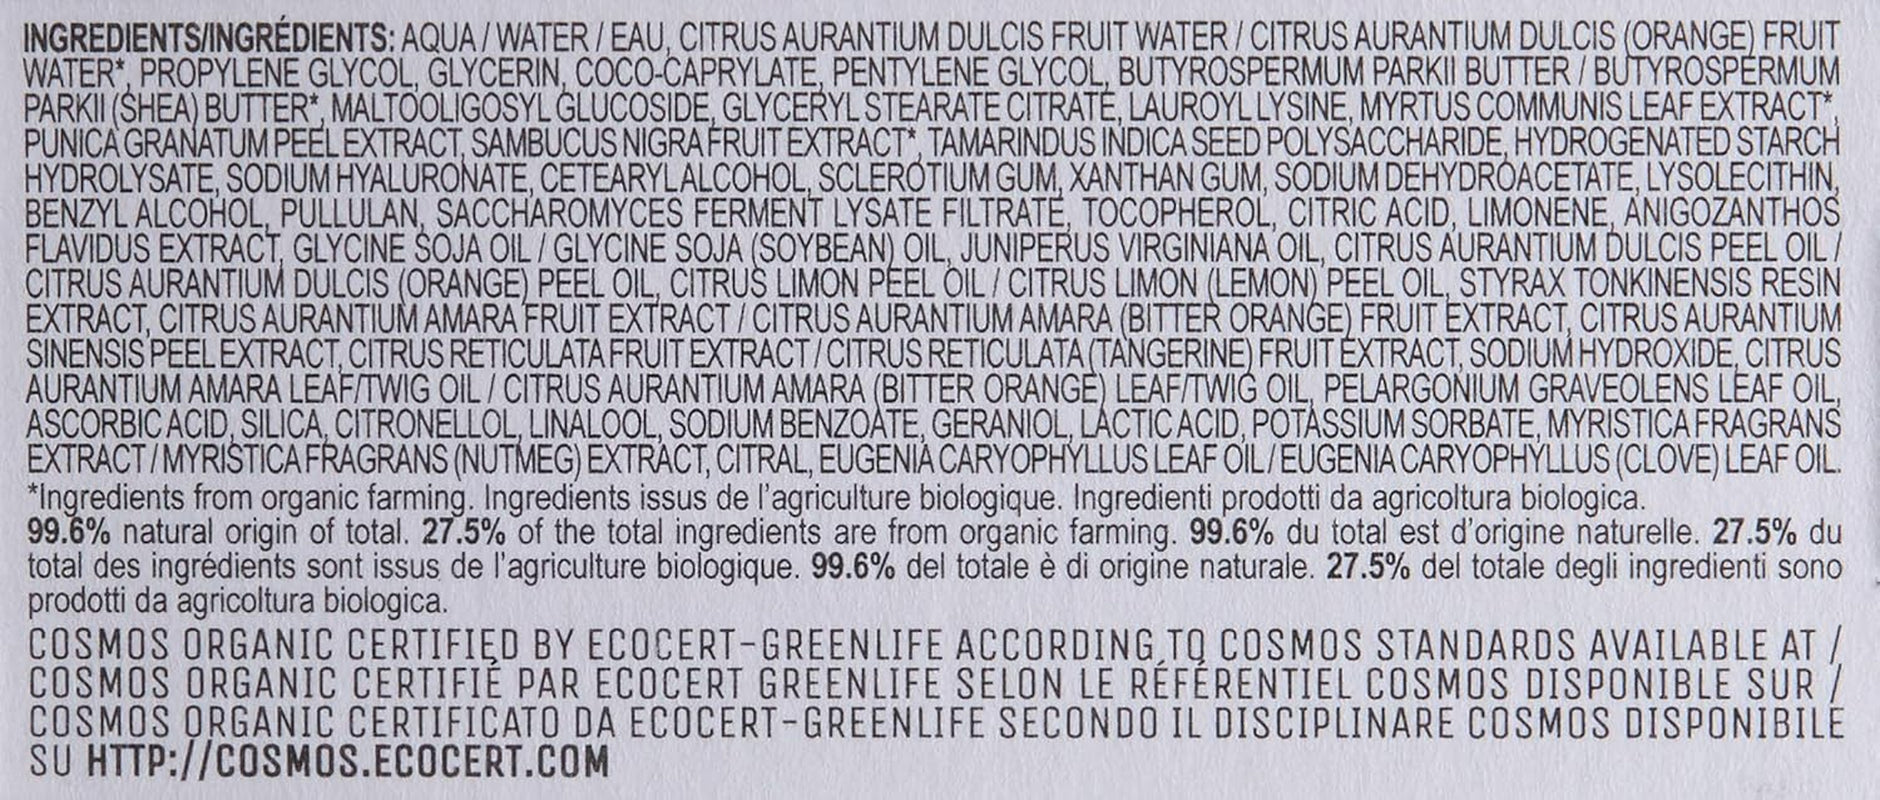 INGREDIENTS/INGRÉDIENTS: AQUA / WATER / EAU, CITRUS AURANTIUM DULCIS FRUIT WATER / CITRUS AURANTIUM DULCIS (ORANGE) FRUIT
WATER*, PROPYLENE GLYCOL, GLYCERIN, COCO-CAPRYLATE, PENTYLENE GLYCOL, BUTYROSPERMUM PARKII BUTTER / BUTYROSPERMUM
PARKII (SHEA) BUTTER*, MALTOOLIGOSYL GLUCOSIDE, GLYCERYL STEARATE CITRATE, LAUROYL LYSINE, MYRTUS COMMUNIS LEAF EXTRACT*,
PUNICA GRANATUM PEEL EXTRACT, SAMBUCUS NIGRA FRUIT EXTRACT*, TAMARINDUS INDICA SEED POLYSACCHARIDE, HYDROGENATED STARCH
HYDROLYSATE, SODIUM HYALURONATE, CETEARYL ALCOHOL, SCLEROTIUM GUM, XANTHAN GUM, SODIUM DEHYDROACETATE, LYSOLECITHIN,
BENZYL ALCOHOL, PULLULAN, SACCHAROMYCES FERMENT LYSATE FILTRATE, TOCOPHEROL, CITRIC ACID, LIMONENE, ANIGOZANTHOS
FLAVIDUS EXTRACT, GLYCINE SOJA OIL / GLYCINE SOJA (SOYBEAN) OIL, JUNIPERUS VIRGINIANA OIL, CITRUS AURANTIUM DULCIS PEEL OIL /
CITRUS AURANTIUM DULCIS (ORANGE) PEEL OIL, CITRUS LIMON PEEL OIL / CITRUS LIMON (LEMON) PEEL OIL, STYRAX TONKINENSIS RESIN
EXTRACT, CITRUS AURANTIUM AMARA FRUIT EXTRACT / CITRUS AURANTIUM AMARA (BITTER ORANGE) FRUIT EXTRACT, CITRUS AURANTIUM
SINENSIS PEEL EXTRACT, CITRUS RETICULATA FRUIT EXTRACT / CITRUS RETICULATA (TANGERINE) FRUIT EXTRACT, SODIUM HYDROXIDE, CITRUS
AURANTIUM AMARA LEAF/TWIG OIL / CITRUS AURANTIUM AMARA (BITTER ORANGE) LEAF/TWIG OIL, PELARGONIUM GRAVEOLENS LEAF OIL,
ASCORBIC ACID, SILICA, CITRONELLOL, LINALOOL, SODIUM BENZOATE, GERANIOL, LACTIC ACID, POTASSIUM SORBATE, MYRISTICA FRAGRANS
EXTRACT / MYRISTICA FRAGRANS (NUTMEG) EXTRACT, CITRAL, EUGENIA CARYOPHYLLUS LEAF OIL / EUGENIA CARYOPHYLLUS (CLOVE) LEAF OIL.
*Ingredients from organic farming. Ingredients issus de l'agriculture biologique. Ingredienti prodotti da agricoltura biologica.
99.6% natural origin of total. 27.5% of the total ingredients are from organic farming. 99.6% du total est d'origine naturelle. 27.5% du
total des ingrédients sont issus de l'agriculture biologique. 99.6% del totale è di origine naturale. 27.5% del totale degli ingredienti sono
prodotti da agricoltura biologica.
COSMOS ORGANIC CERTIFIED BY ECOCERT-GREENLIFE ACCORDING TO COSMOS STANDARDS AVAILABLE AT /
COSMOS ORGANIC CERTIFIÉ PAR ECOCERT GREENLIFE SELON LE RÉFÉRENTIEL COSMOS DISPONIBLE SUR /
COSMOS ORGANIC CERTIFICATO DA ECOCERT-GREENLIFE SECONDO IL DISCIPLINARE COSMOS DISPONIBILE
SU HTTP://COSMOS.ECOCERT.COM